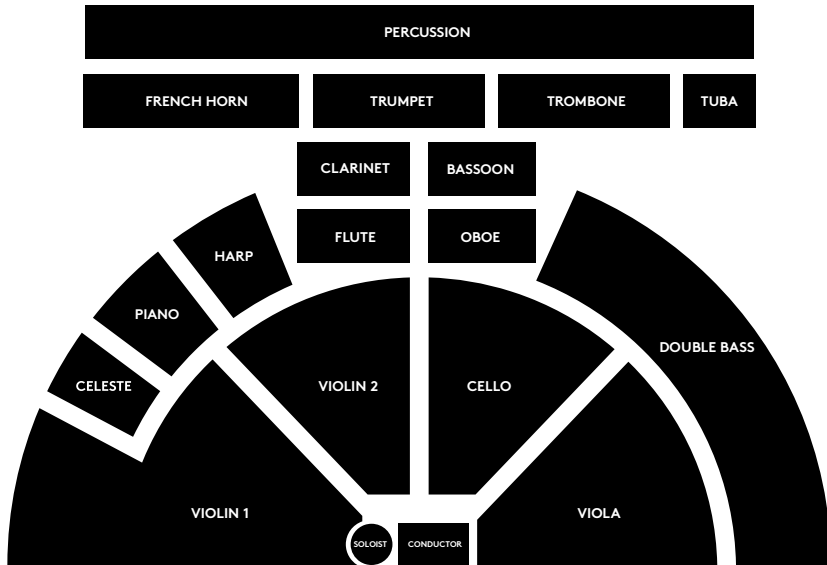 PERCUSSION
FRENCH HORN
TRUMPET
TROMBONE
TUBA
CLARINET
BASSOON
FLUTE
OBOE
HARP
PIANO
CELESTE
VIOLIN 2
CELLO
DOUBLE BASS
VIOLIN 1
VIOLA
SOLOIST
CONDUCTOR